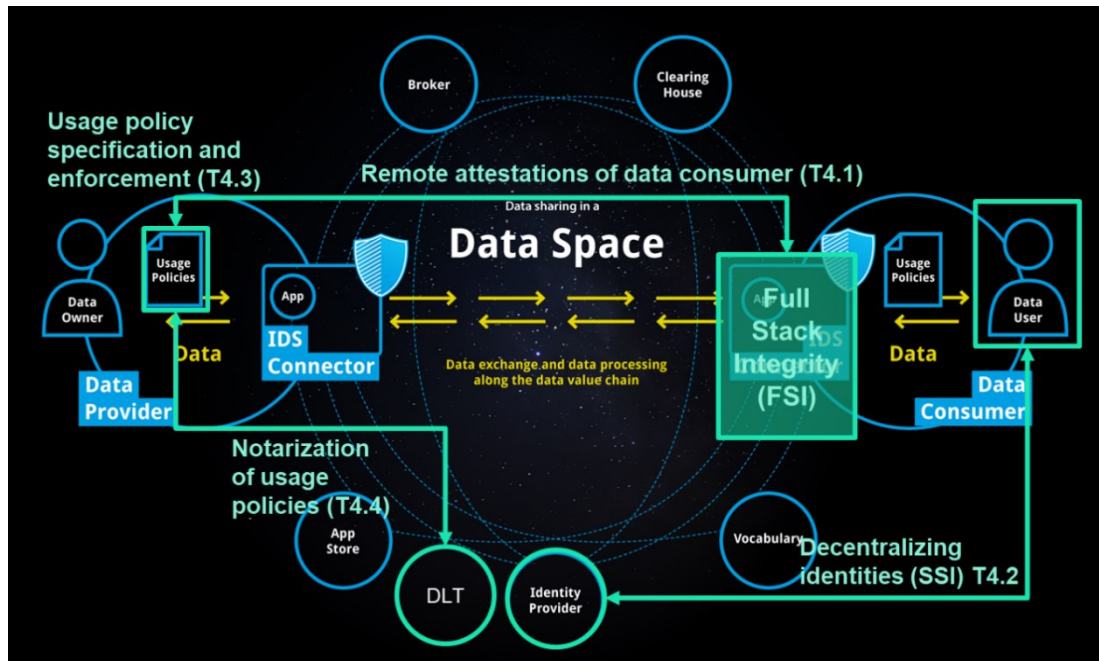 Broker
Clearing
House
Usage policy
specification and
enforcement (T4.3)
Remote attestations of data consumer (T4.1)
Data sharing in a
Data Space
Data
Owner
Usage
Policies
App
IDS
Connector
Data
Data
Provider
Data exchange and data processing
along the data value chain
App
Full
Stack
Integrity
(FSI)
IDS
Usage
Policies
Data
User
Data
Data
Consumer
Notarization
of usage
policies (T4.4)
App
Store
DLT
Identity
Provider
Vocabulary
Decentralizing
identities (SSI) T4.2